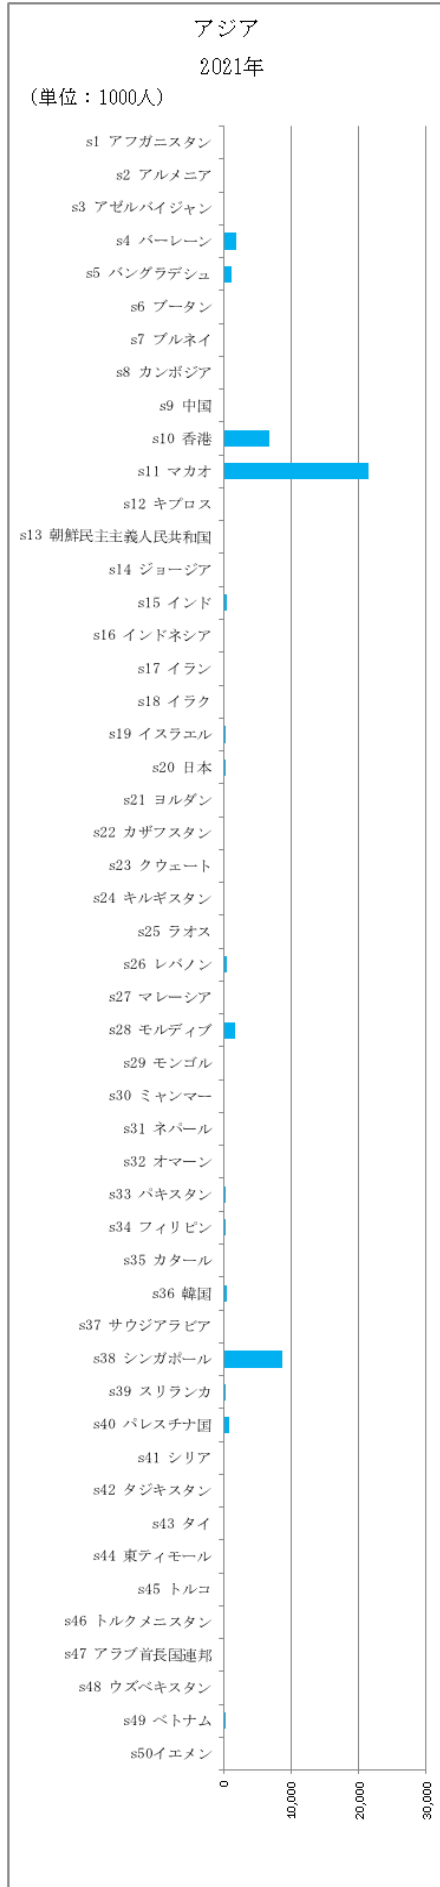 アジア
2021年
(単位：1000人)
s1 アフガニスタン
s2 アルメニア
s3 アゼルバイジャン
s4 バーレーン
s5 バングラデシュ
s6 ブータン
s7 ブルネイ
s8 カンボジア
s9 中国
s10 香港
s11 マカオ
s12 キプロス
s13 朝鮮民主主義人民共和国
s14 ジョージア
s15 インド
s16 インドネシア
s17 イラン
s18 イラク
s19 イスラエル
s20 日本
s21 ヨルダン
s22 カザフスタン
s23 クウェート
s24 キルギスタン
s25 ラオス
s26 レバノン
s27 マレーシア
s28 モルディブ
s29 モンゴル
s30 ミャンマー
s31 ネパール
s32 オマーン
s33 パキスタン
s34 フィリピン
s35 カタール
s36 韓国
s37 サウジアラビア
s38 シンガポール
s39 スリランカ
s40 パレスチナ国
s41 シリア
s42 タジキスタン
s43 タイ
s44 東ティモール
s45 トルコ
s46 トルクメニスタン
s47 アラブ首長国連邦
s48 ウズベキスタン
s49 ベトナム
s50イエメン
0
10,000
20,000
30,000